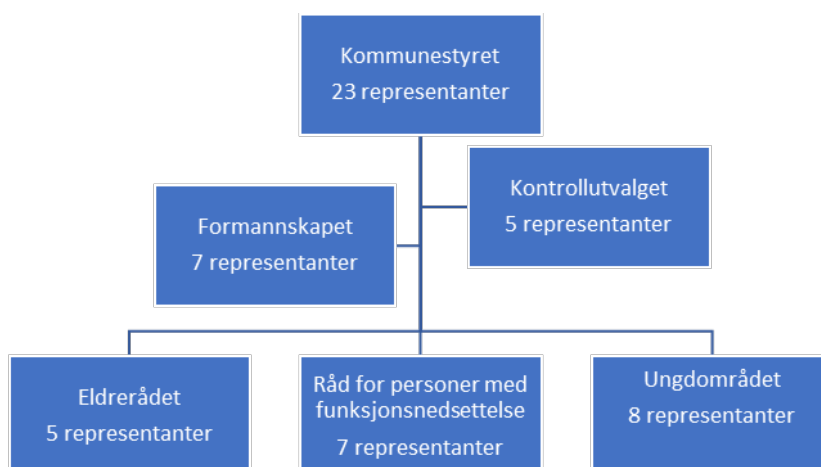 Kommunestyret
23 representanter
Kontrollutvalget
5 representanter
Formannskapet
7 representanter
Eldrerådet
5 representanter
Råd for personer med
funksjonsnedsettelse
7 representanter
Ungdområdet
8 representanter